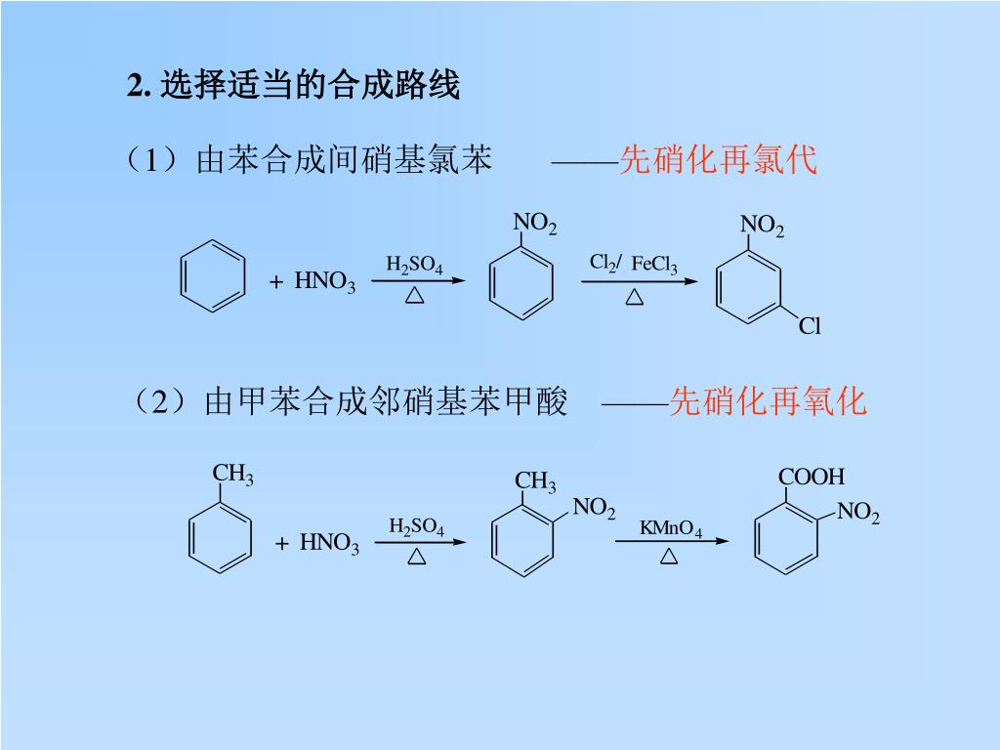 2. 选择适当的合成路线
（1）由苯合成间硝基氯苯 ——先硝化再氯代
+ HNO₃ H₂SO₄ △ NO₂ Cl₂/ FeCl₃ △ NO₂ Cl
（2）由甲苯合成邻硝基苯甲酸 ——先硝化再氧化
CH₃ + HNO₃ H₂SO₄ △ CH₃ NO₂ KMnO₄ △ COOH NO₂